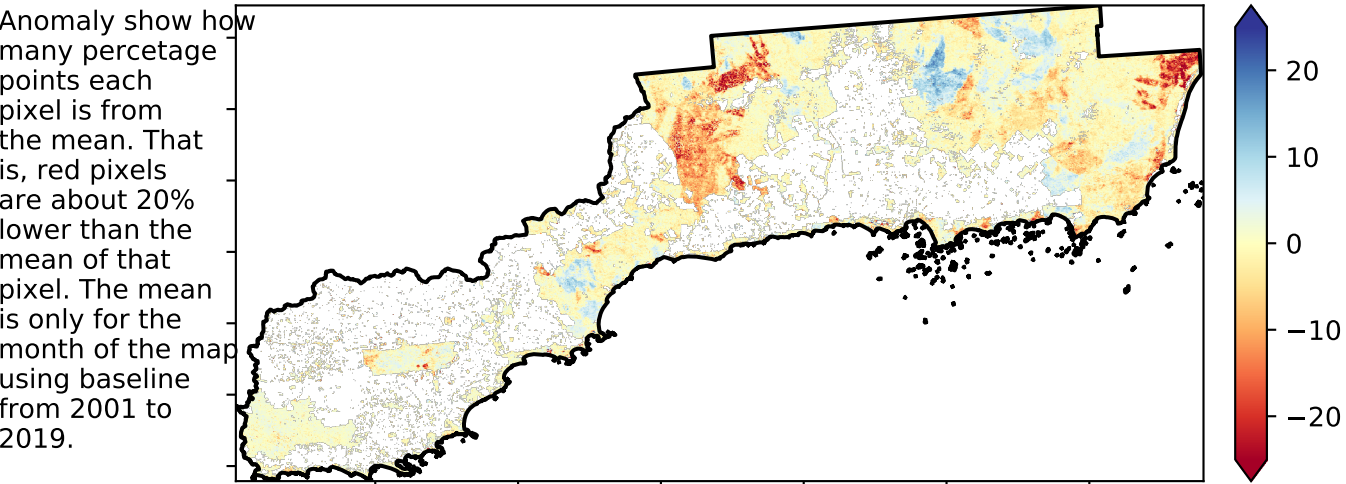 Anomaly show how
many percetage
points each
pixel is from
the mean. That
is, red pixels
are about 20%
lower than the
mean of that
pixel. The mean
is only for the
month of the map
using baseline
from 2001 to
2019.
20
10
0
−10
−20